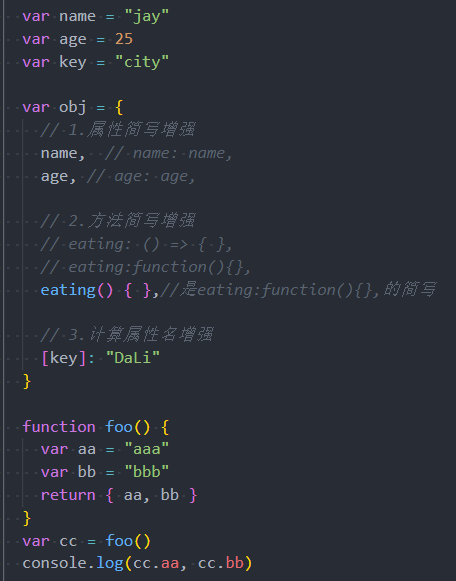 var name = "jay"
var age = 25
var key = "city"
var obj = {
// 1.属性简写增强
name, // name: name,
age, // age: age,
// 2.方法简写增强
// eating: () => { },
// eating:function(){},
eating() { },//是eating:function(){},的简写
// 3.计算属性名增强
[key]: "DaLi"
}
function foo() {
var aa = "aaa"
var bb = "bbb"
return { aa, bb }
}
var cc = foo()
console.log(cc.aa, cc.bb)